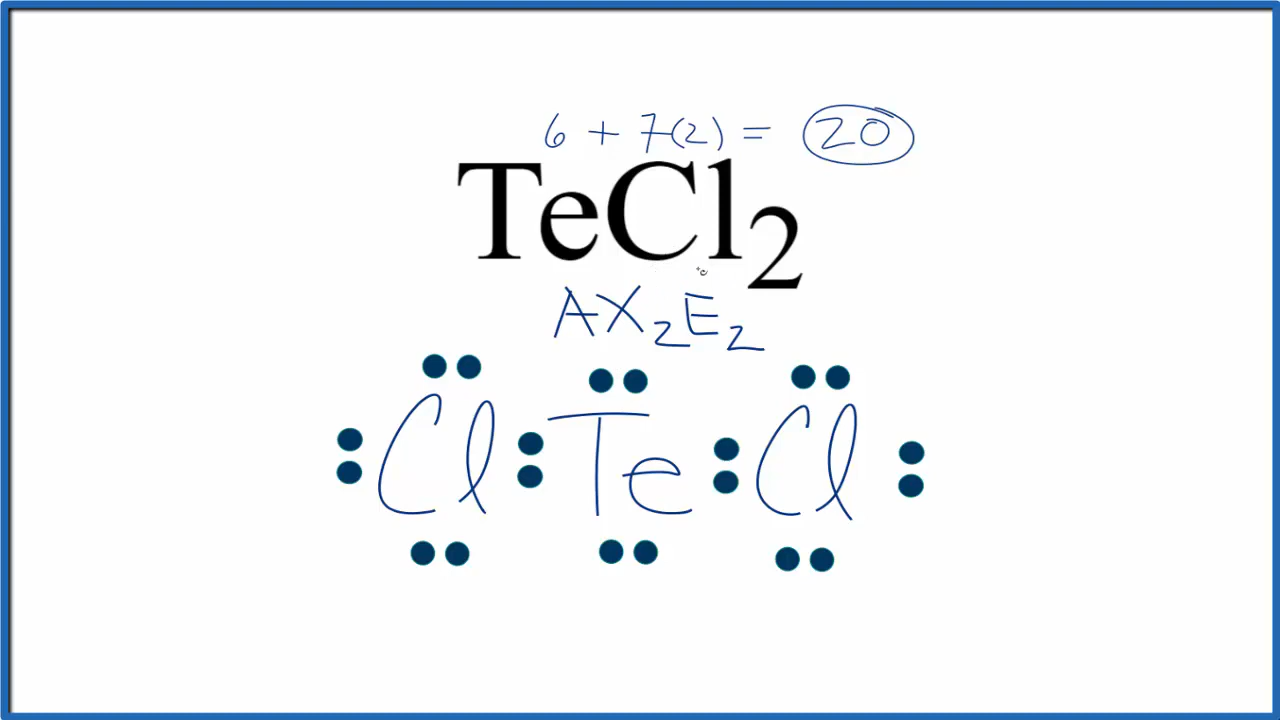 6 + 7(2) = 20
TeCl₂
AX₂E₂
Cl Te Cl